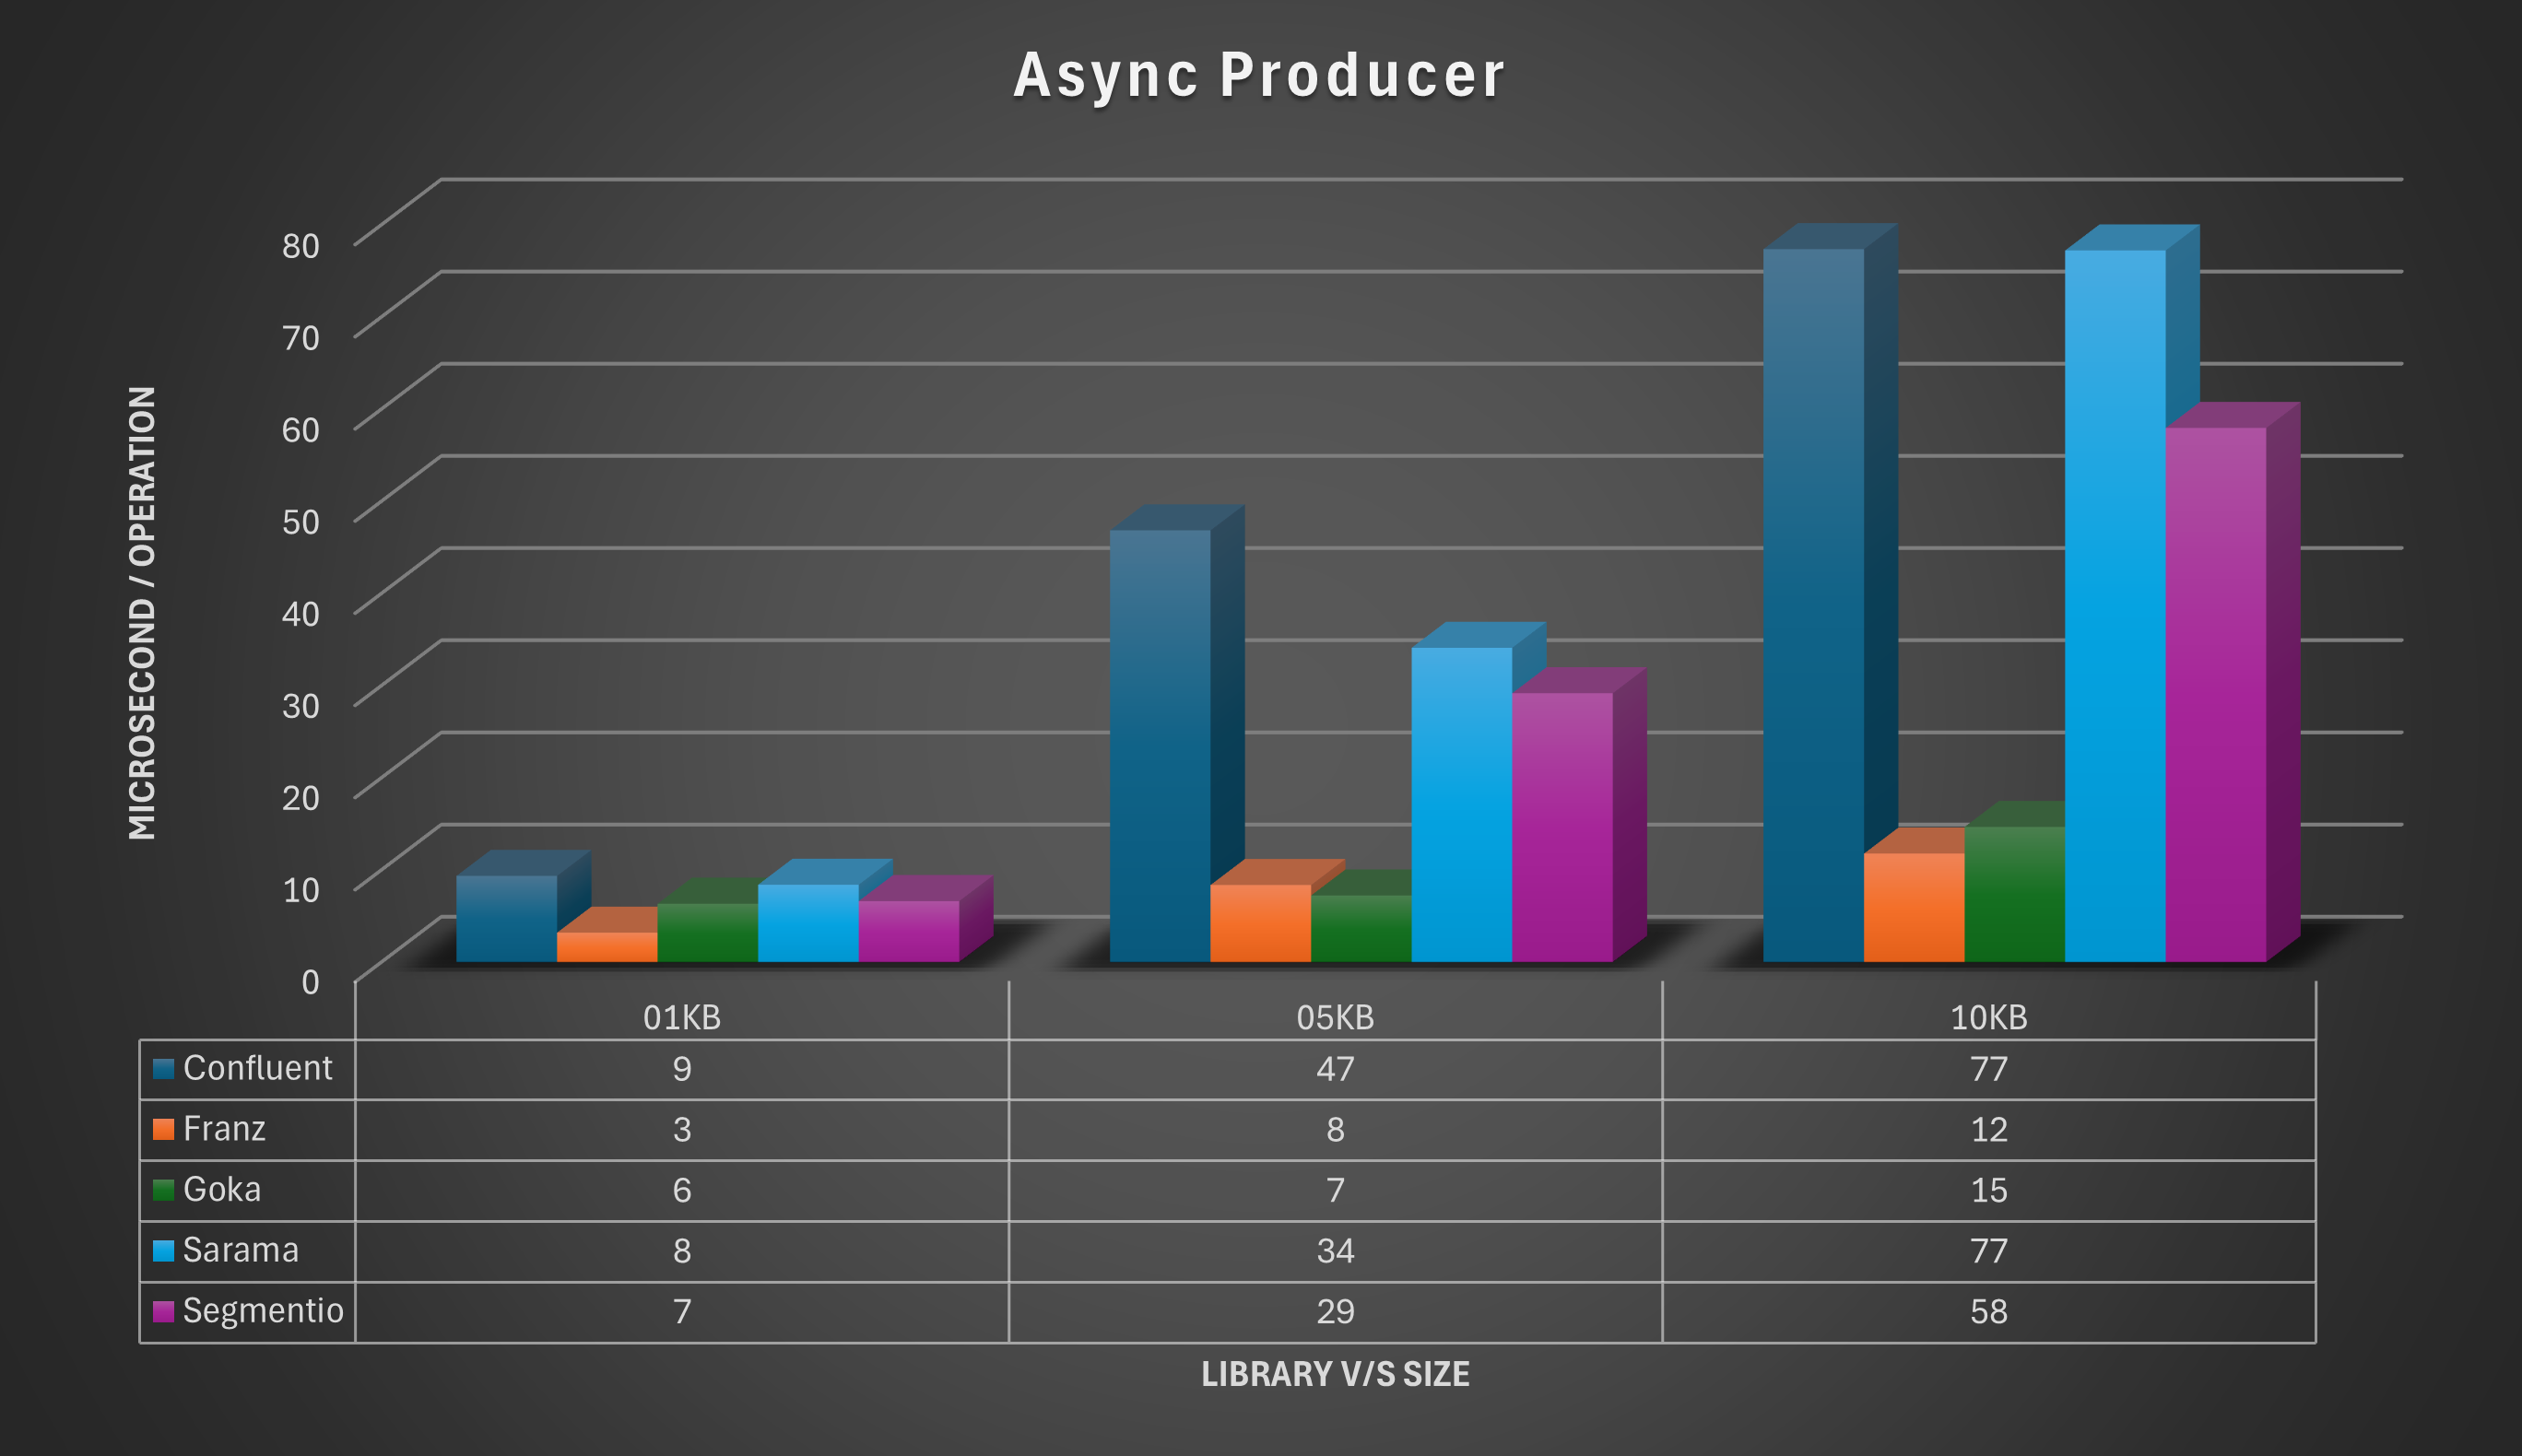 Async Producer
MICROSECOND / OPERATION
80
70
60
50
40
30
20
10
0
01KB 05KB 10KB
Confluent 9 47 77
Franz 3 8 12
Goka 6 7 15
Sarama 8 34 77
Segmentio 7 29 58
LIBRARY V/S SIZE